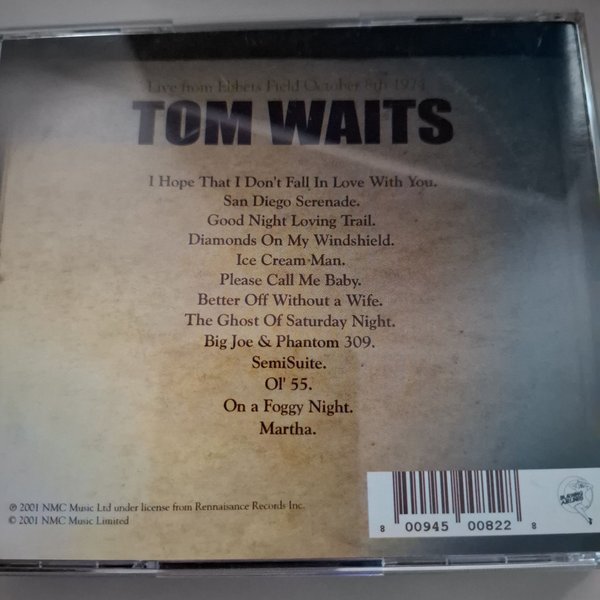 Live from Ebbets Field October 8th 1974
TOM WAITS
I Hope That I Don't Fall In Love With You.
San Diego Serenade.
Good Night Loving Trail.
Diamonds On My Windshield.
Ice Cream Man.
Please Call Me Baby.
Better Off Without a Wife.
The Ghost Of Saturday Night.
Big Joe & Phantom 309.
SemiSuite.
Ol' 55.
On a Foggy Night.
Martha.
℗ 2001 NMC Music Ltd under license from Rennaisance Records Inc.
© 2001 NMC Music Limited
8 00945 00822 8